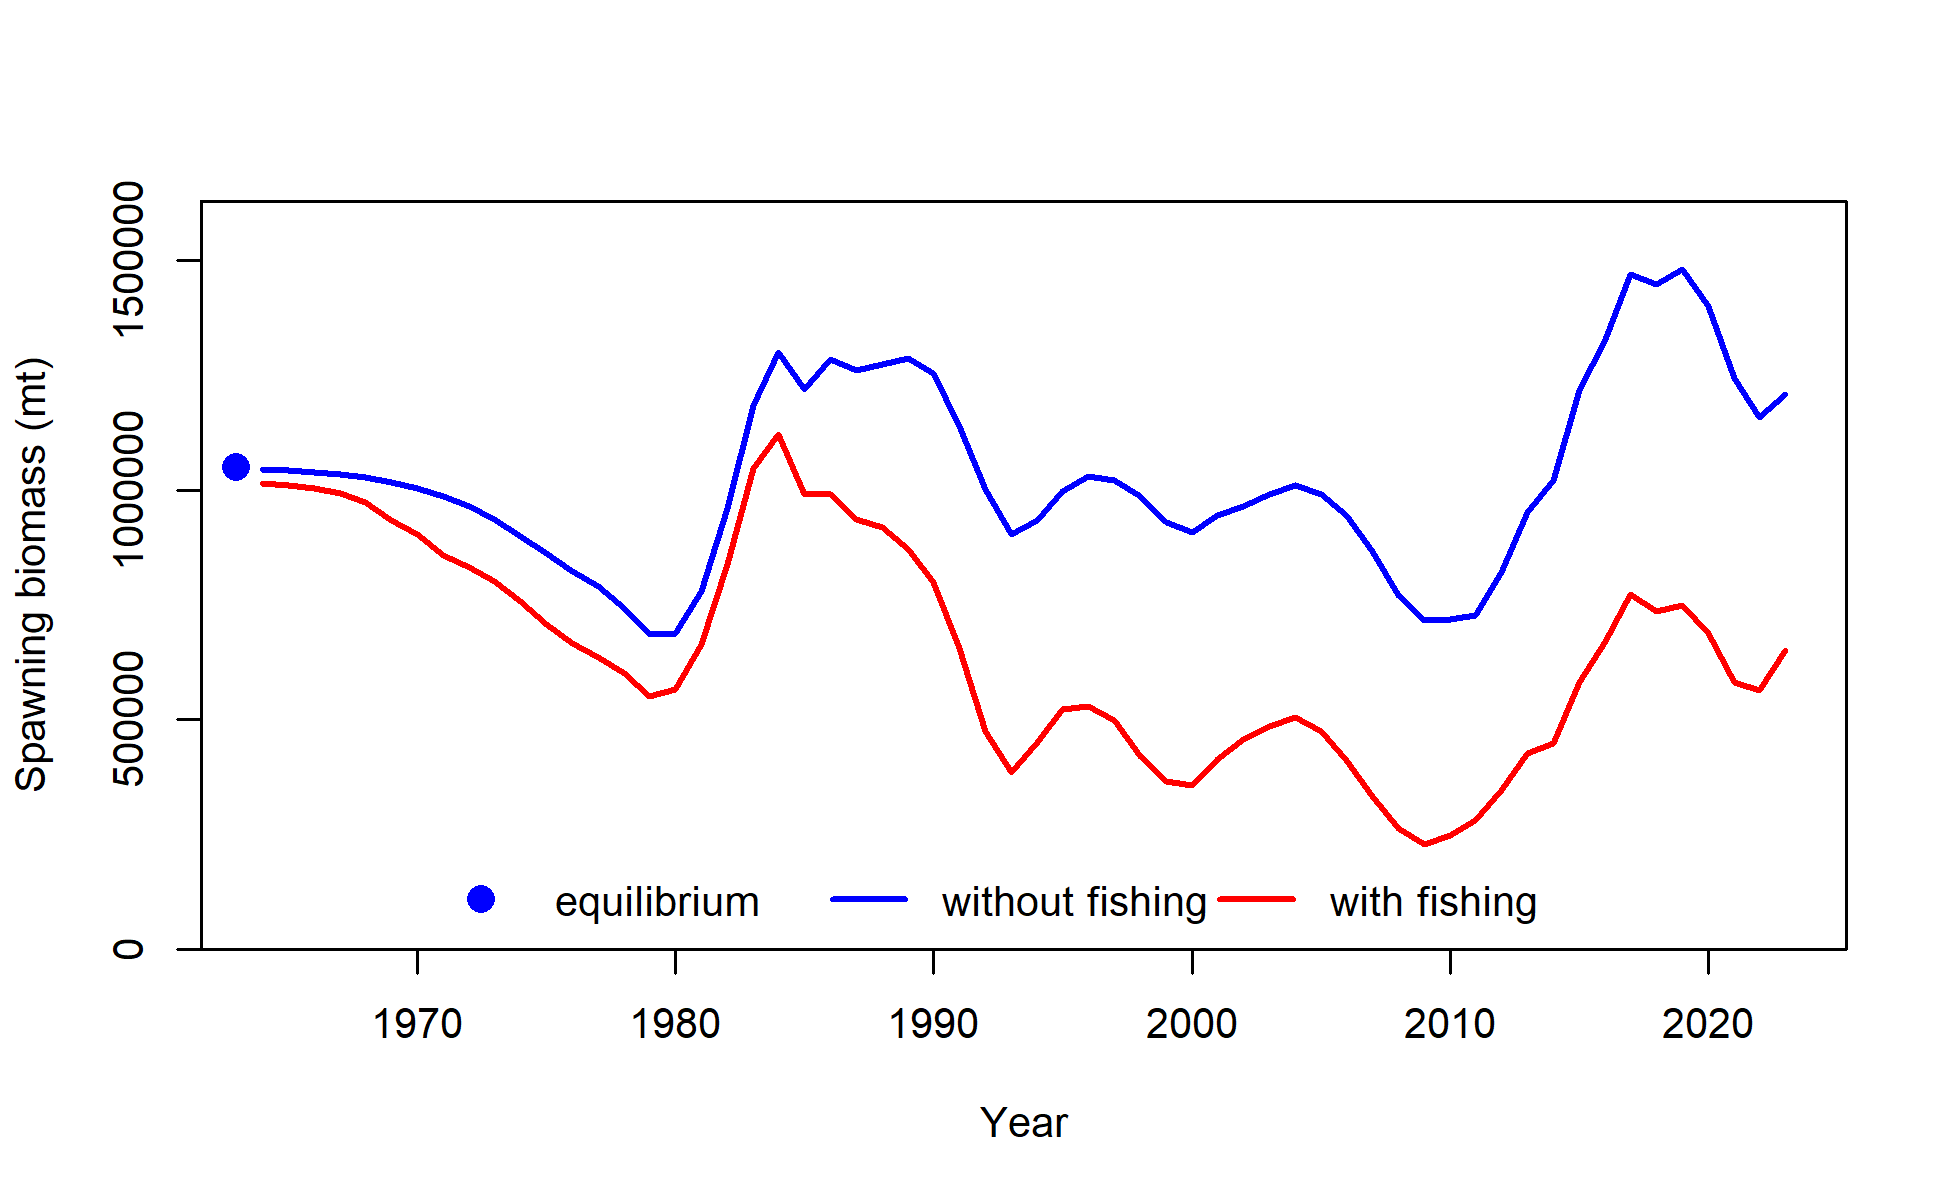 Spawning biomass (mt)
1500000
1000000
500000
0
equilibrium without fishing with fishing
1970 1980 1990 2000 2010 2020
Year